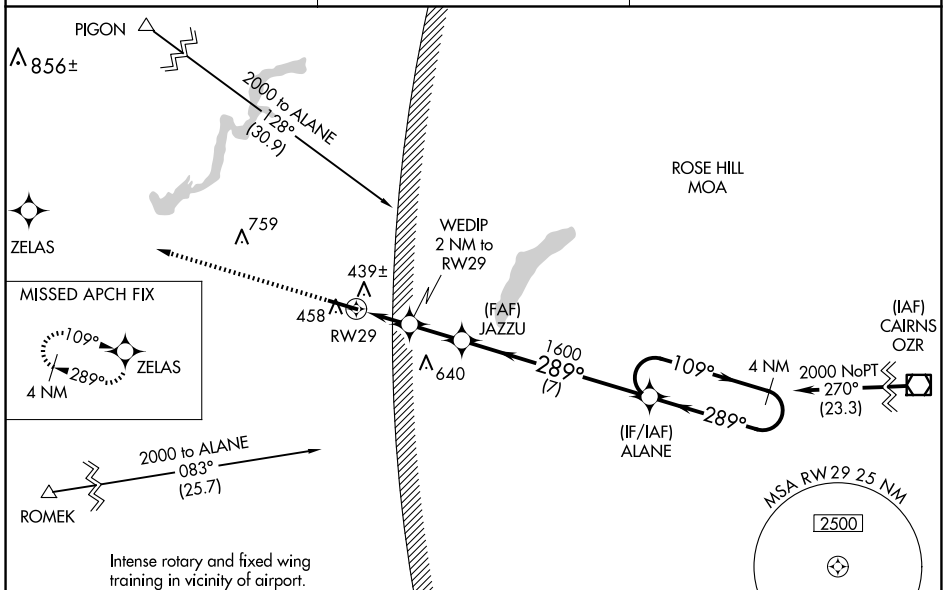 PIGON
856±
2000 to ALANE
128°
(30.9)
ROSE HILL
MOA
ZELAS
759
WEDIP
2 NM to
RW29
439±
458
RW29
(FAF)
JAZZU
MISSED APCH FIX
109°
289°
4 NM
ZELAS
640
1600
289°
(7)
109°
4 NM
289°
(IF/IAF)
ALANE
2000 NoPT
270°
(23.3)
(IAF)
CAIRNS
OZR
2000 to ALANE
083°
(25.7)
ROMEK
MSA RW 29 25 NM
2500
Intense rotary and fixed wing
training in vicinity of airport.